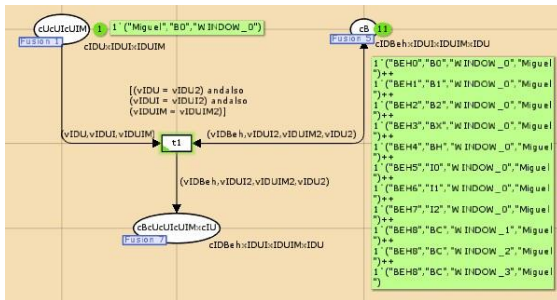 cUcUIcUIM
1
1`("Miguel","B0","WINDOW_0")
Fusion 1
cIDUxIDUIxIDUIM
cB
11
Fusion 5
cIDBehxIDUIxIDUIMxIDU
[(vIDU = vIDU2) andalso
(vIDUI = vIDUI2) andalso
(vIDUIM = vIDUIM2)]
(vIDU,vIDUI,vIDUIM)
t1
(vIDBeh,vIDUI2,vIDUIM2,vIDU2)
(vIDBeh,vIDUI2,vIDUIM2,vIDU2)
cBcUcUIcUIMxcIU
Fusion 7
cIDBehxIDUIxIDUIMxIDU
1`("BEH0","B0","WINDOW_0","Miguel
")++
1`("BEH1","B1","WINDOW_0","Miguel
")++
1`("BEH2","B2","WINDOW_0","Miguel
")++
1`("BEH3","BX","WINDOW_0","Miguel
")++
1`("BEH4","BH","WINDOW_0","Miguel
")++
1`("BEH5","I0","WINDOW_0","Miguel
")++
1`("BEH6","I1","WINDOW_0","Miguel
")++
1`("BEH7","I2","WINDOW_0","Miguel
")++
1`("BEH8","BC","WINDOW_1","Miguel
")++
1`("BEH8","BC","WINDOW_2","Miguel
")++
1`("BEH8","BC","WINDOW_3","Miguel
")